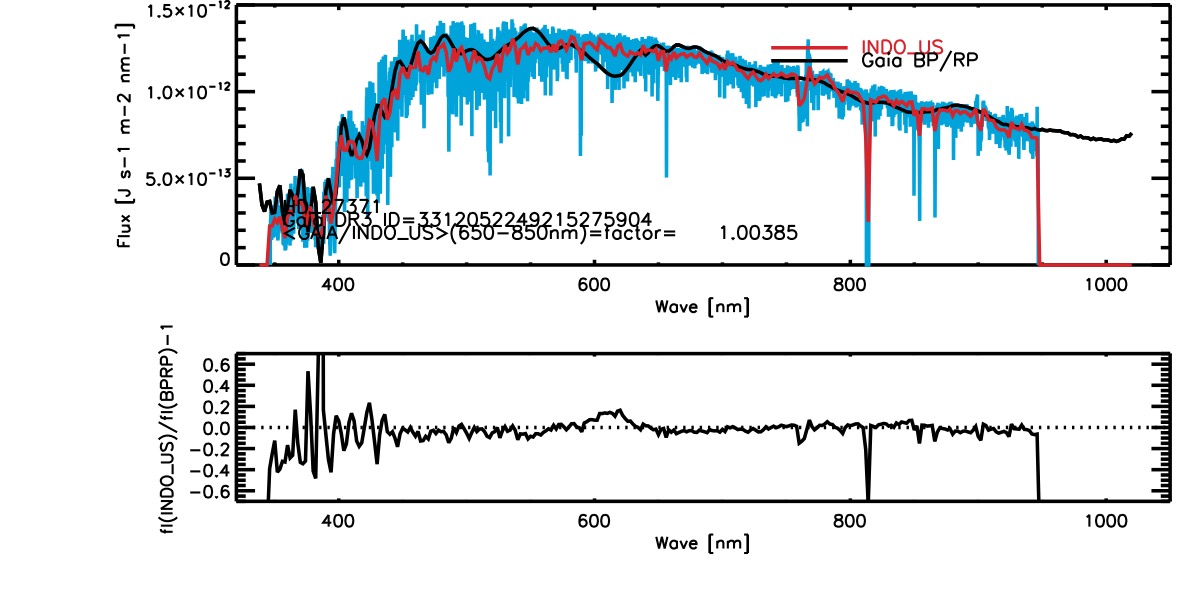 1.5×10−12
1.0×10−12
5.0×10−13
0
Flux [J s−1 m−2 nm−1]
INDO_US
Gaia BP/RP
HD_27371
Gaia DR3 ID=3312052249215275904
<GAIA/INDO_US>(650−850nm)=factor= 1.00385
400 600 800 1000
Wave [nm]
fl(INDO_US)/fl(BPRP)−1
0.6
0.4
0.2
0.0
−0.2
−0.4
−0.6
400 600 800 1000
Wave [nm]